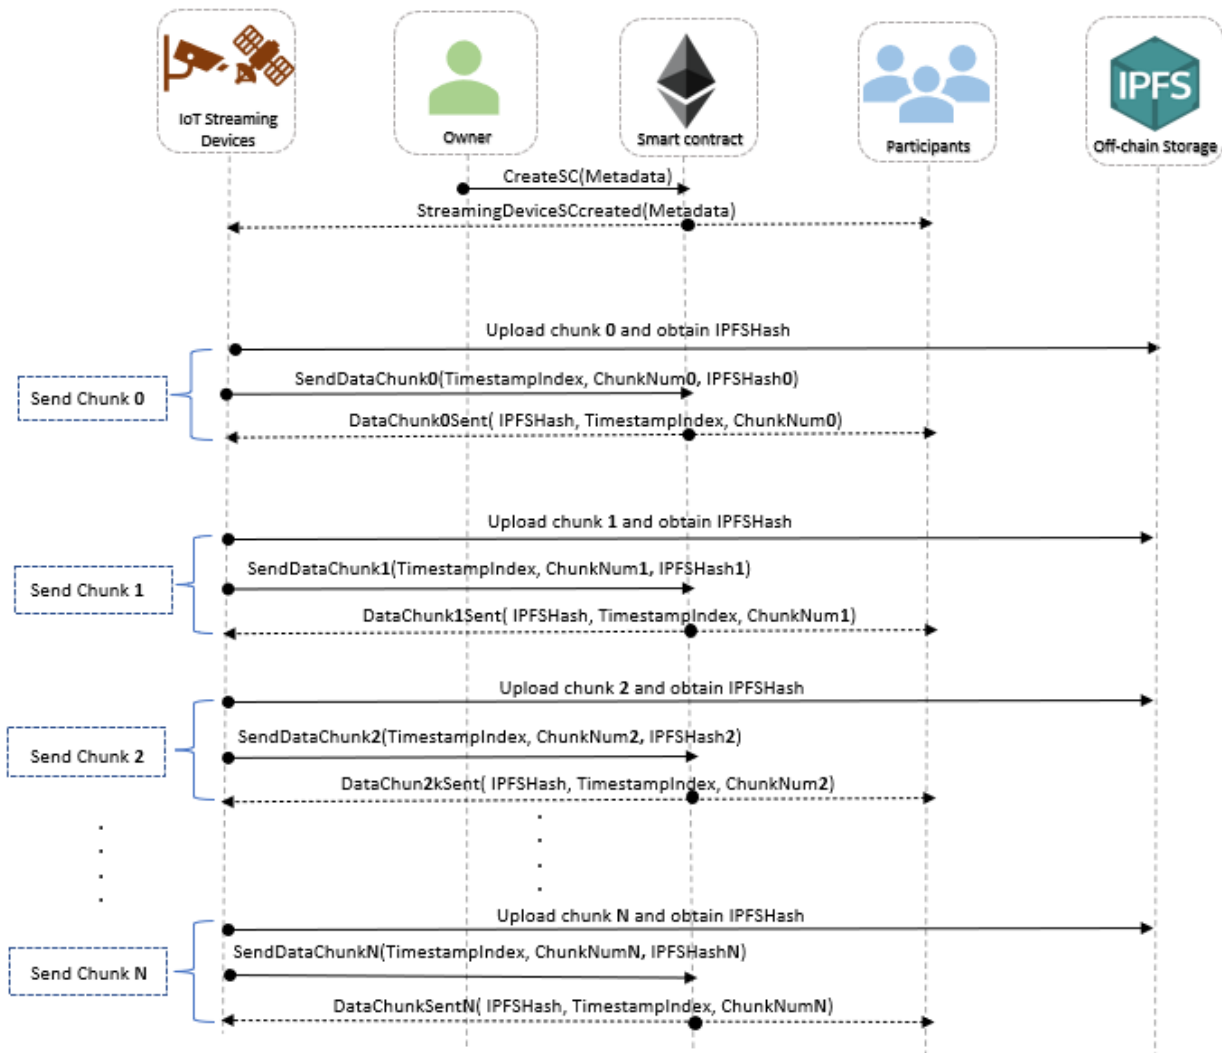 IPFS
IoT Streaming
Devices
Owner
Smart contract
Participants
Off-chain Storage
CreateSC(Metadata)
StreamingDeviceSCcreated(Metadata)
Upload chunk 0 and obtain IPFSHash
Send Chunk 0
SendDataChunk0(TimestampIndex, ChunkNum0, IPFSHash0)
DataChunk0Sent( IPFSHash, TimestampIndex, ChunkNum0)
Upload chunk 1 and obtain IPFSHash
Send Chunk 1
SendDataChunk1(TimestampIndex, ChunkNum1, IPFSHash1)
DataChunk1Sent( IPFSHash, TimestampIndex, ChunkNum1)
Upload chunk 2 and obtain IPFSHash
Send Chunk 2
SendDataChunk2(TimestampIndex, ChunkNum2, IPFSHash2)
DataChun2kSent( IPFSHash, TimestampIndex, ChunkNum2)
Upload chunk N and obtain IPFSHash
Send Chunk N
SendDataChunkN(TimestampIndex, ChunkNumN, IPFSHashN)
DataChunkSentN( IPFSHash, TimestampIndex, ChunkNumN)